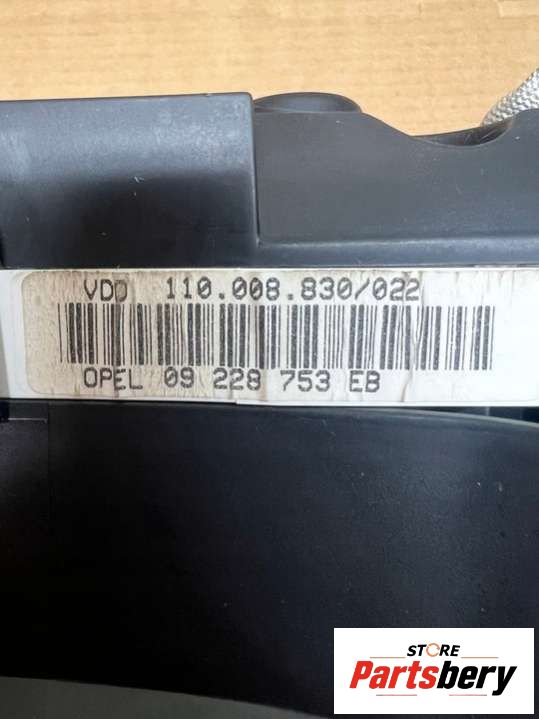 VDO 110.008.830/022
OPEL 09 228 753 EB
STORE
Partsbery